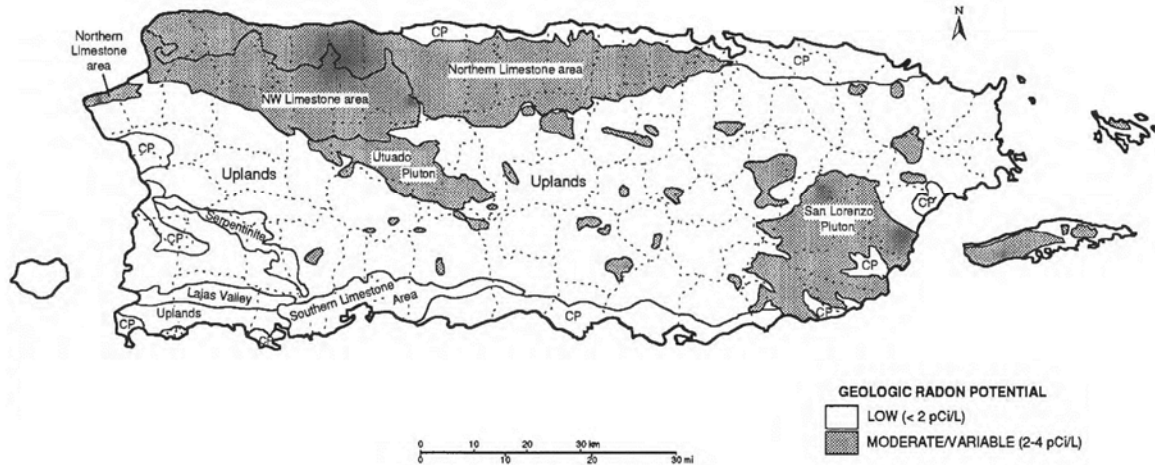 N
CP
Northern
Limestone
area
Northern Limestone area
CP
NW Limestone area
CP
Utuado
Pluton
Uplands
Uplands
CP
San Lorenzo
Pluton
Serpentinite
CP
CP
Lajas Valley
Southern Limestone
Area
Uplands
CP
CP
CP
C
GEOLOGIC RADON POTENTIAL
LOW (< 2 pCi/L)
MODERATE/VARIABLE (2-4 pCi/L)
0 10 20 30 km
0 10 20 30 mi